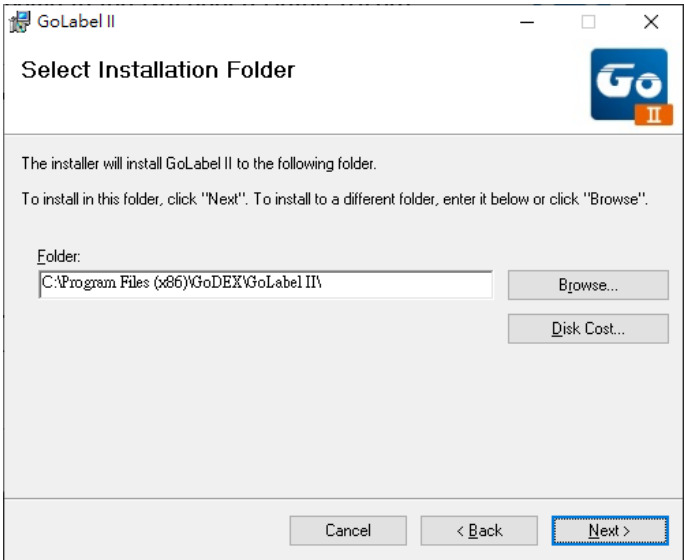 GoLabel II
Select Installation Folder
Go
II
The installer will install GoLabel II to the following folder.
To install in this folder, click "Next". To install to a different folder, enter it below or click "Browse".
Folder:
C:\Program Files (x86)\GoDEX\GoLabel II\
Browse...
Disk Cost...
Cancel
< Back
Next >